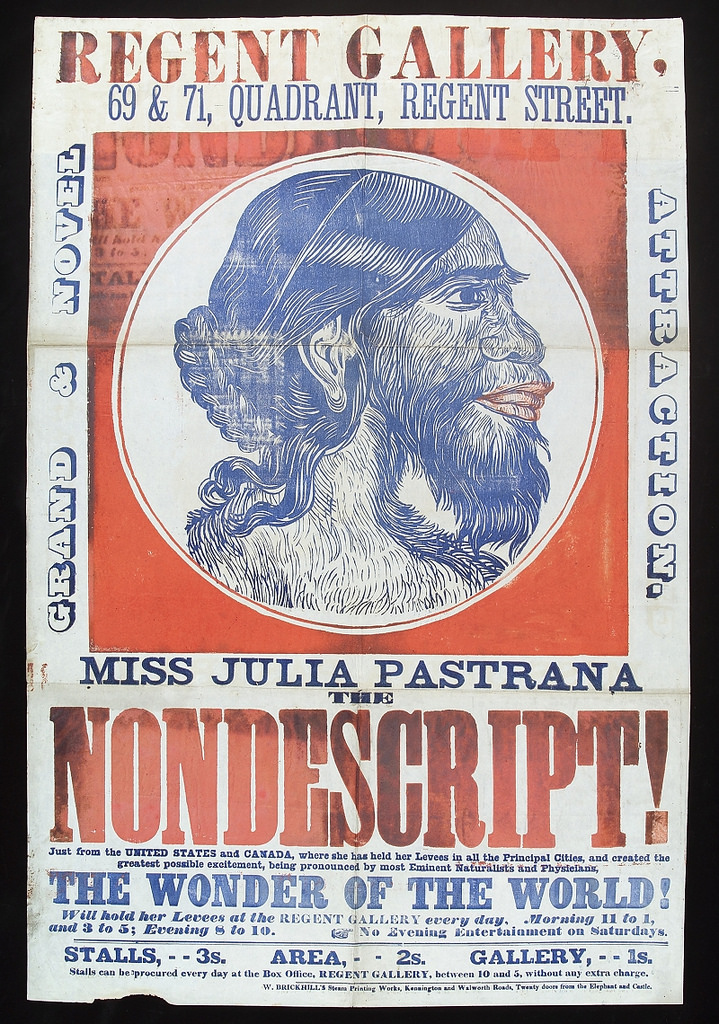 REGENT GALLERY.
69 & 71, QUADRANT, REGENT STREET.
GRAND & NOVEL
ATTRACTION.
MISS JULIA PASTRANA
THE
NONDESCRIPT!
Just from the UNITED STATES and CANADA, where she has held her Levees in all the Principal Cities, and created the
greatest possible excitement, being pronounced by most Eminent Naturalists and Physicians,
THE WONDER OF THE WORLD!
Will hold her Levees at the REGENT GALLERY every day, Morning 11 to 1,
and 3 to 5; Evening 8 to 10. ☞ No Evening Entertainment on Saturdays.
STALLS, - - 3s. AREA, - - 2s. GALLERY, - - 1s.
Stalls can be procured every day at the Box Office, REGENT GALLERY, between 10 and 5, without any extra charge.
W. BRICKHILL'S Steam Printing Works, Kennington and Walworth Roads, Twenty doors from the Elephant and Castle.